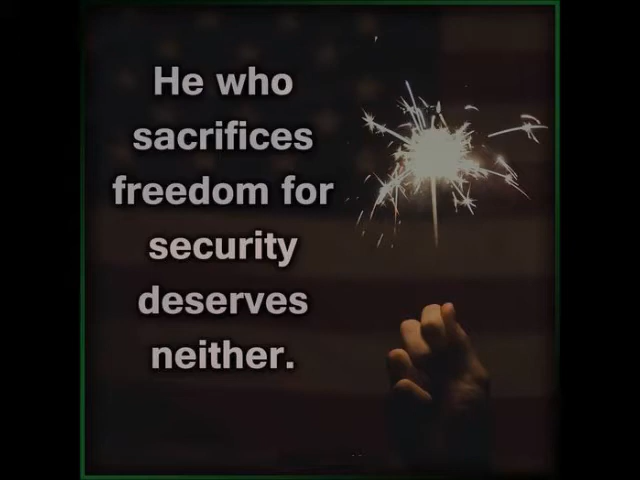 He who
sacrifices
freedom for
security
deserves
neither.